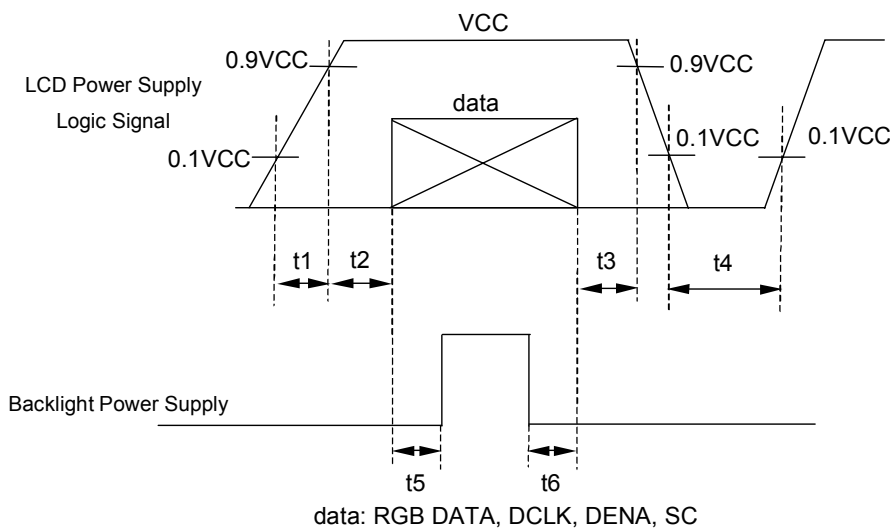 VCC
0.9VCC
0.9VCC
LCD Power Supply
Logic Signal
data
0.1VCC
0.1VCC
0.1VCC
t1
t2
t3
t4
Backlight Power Supply
t5
t6
data: RGB DATA, DCLK, DENA, SC